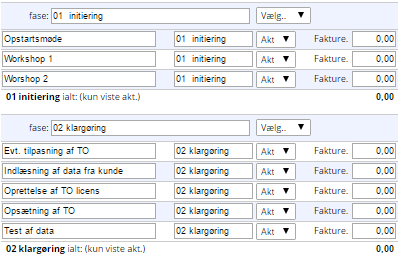 fase: 01 initiering Vælg.. ▼
Opstartsmøde 01 initiering Akt ▼ Fakture. 0,00
Workshop 1 01 initiering Akt ▼ Fakture. 0,00
Worshop 2 01 initiering Akt ▼ Fakture. 0,00
01 initiering ialt: (kun viste akt.) 0,00
fase: 02 klargøring Vælg.. ▼
Evt. tilpasning af TO 02 klargøring Akt ▼ Fakture. 0,00
Indlæsning af data fra kunde 02 klargøring Akt ▼ Fakture. 0,00
Oprettelse af TO licens 02 klargøring Akt ▼ Fakture. 0,00
Opsætning af TO 02 klargøring Akt ▼ Fakture. 0,00
Test af data 02 klargøring Akt ▼ Fakture. 0,00
02 klargøring ialt: (kun viste akt.) 0,00